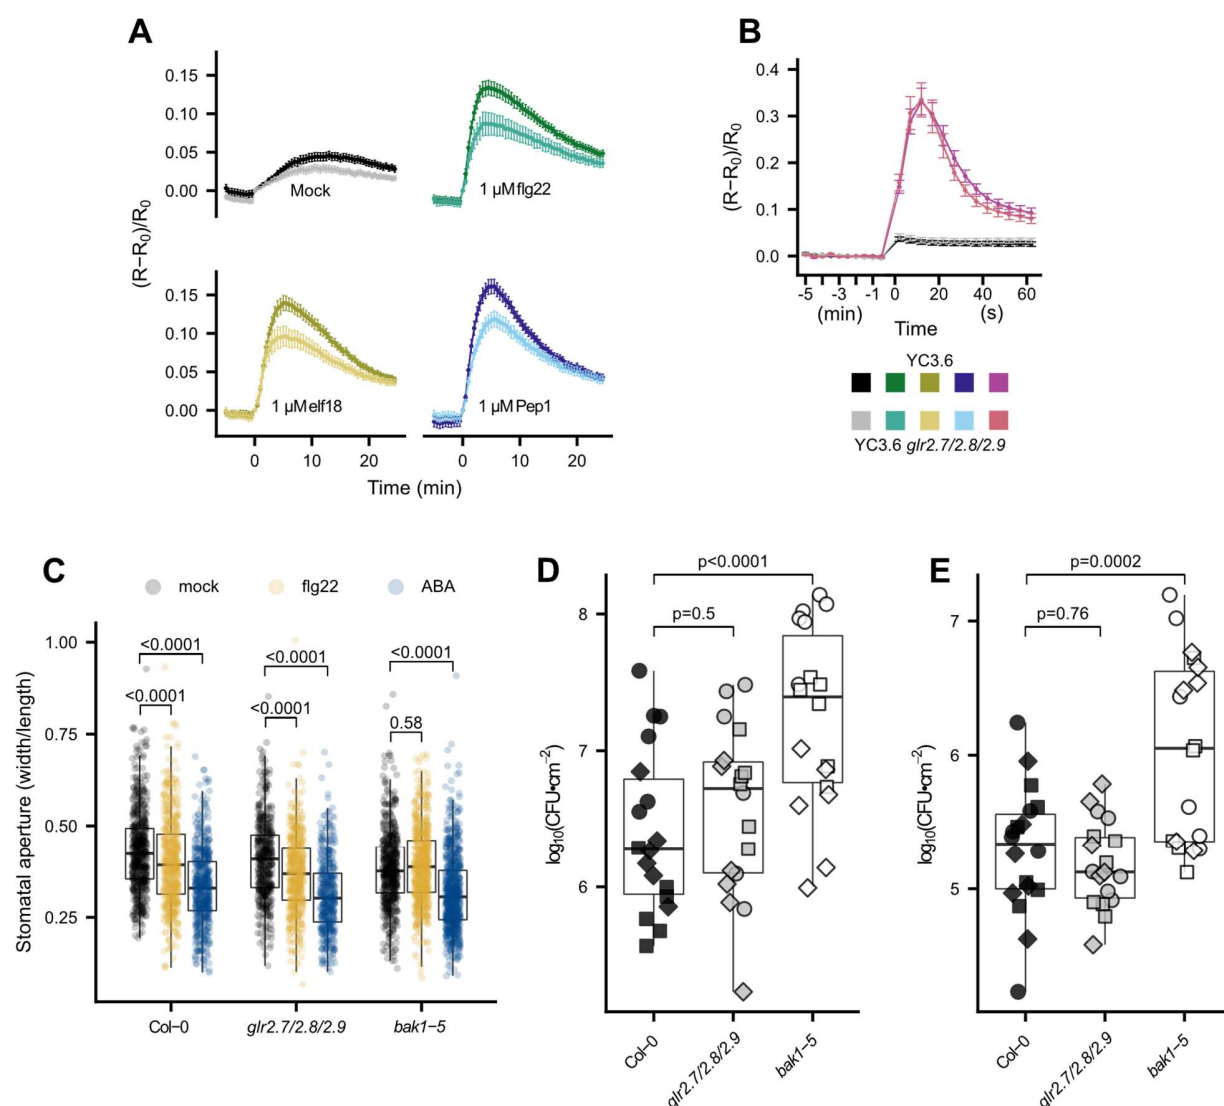 A
(R−R0)/R0
0.15
0.10
0.05
0.00
Mock
1 µM flg22
0.15
0.10
0.05
0.00
1 µM elf18
1 µM Pep1
0 10 20
0 10 20
Time (min)
B
(R−R0)/R0
0.4
0.3
0.2
0.1
0.0
-5 -3 -1 0 20 40 60
(min) (s)
Time
YC3.6
YC3.6 glr2.7/2.8/2.9
C
mock flg22 ABA
Stomatal aperture (width/length)
1.00
0.75
0.50
0.25
<0.0001
<0.0001
<0.0001
<0.0001
<0.0001
0.58
Col−0 glr2.7/2.8/2.9 bak1−5
D
p<0.0001
p=0.5
log10(CFU•cm−2)
8
7
6
Col−0
glr2.7/2.8/2.9
bak1−5
E
p=0.0002
p=0.76
log10(CFU•cm−2)
7
6
5
Col−0
glr2.7/2.8/2.9
bak1−5